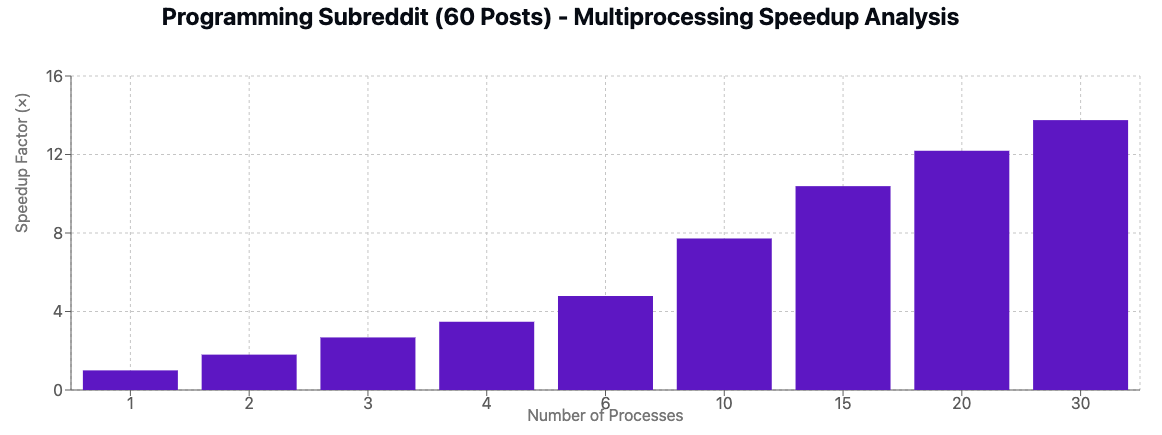 Programming Subreddit (60 Posts) - Multiprocessing Speedup Analysis
Speedup Factor (×)
16
12
8
4
0
1 2 3 4 6 10 15 20 30
Number of Processes